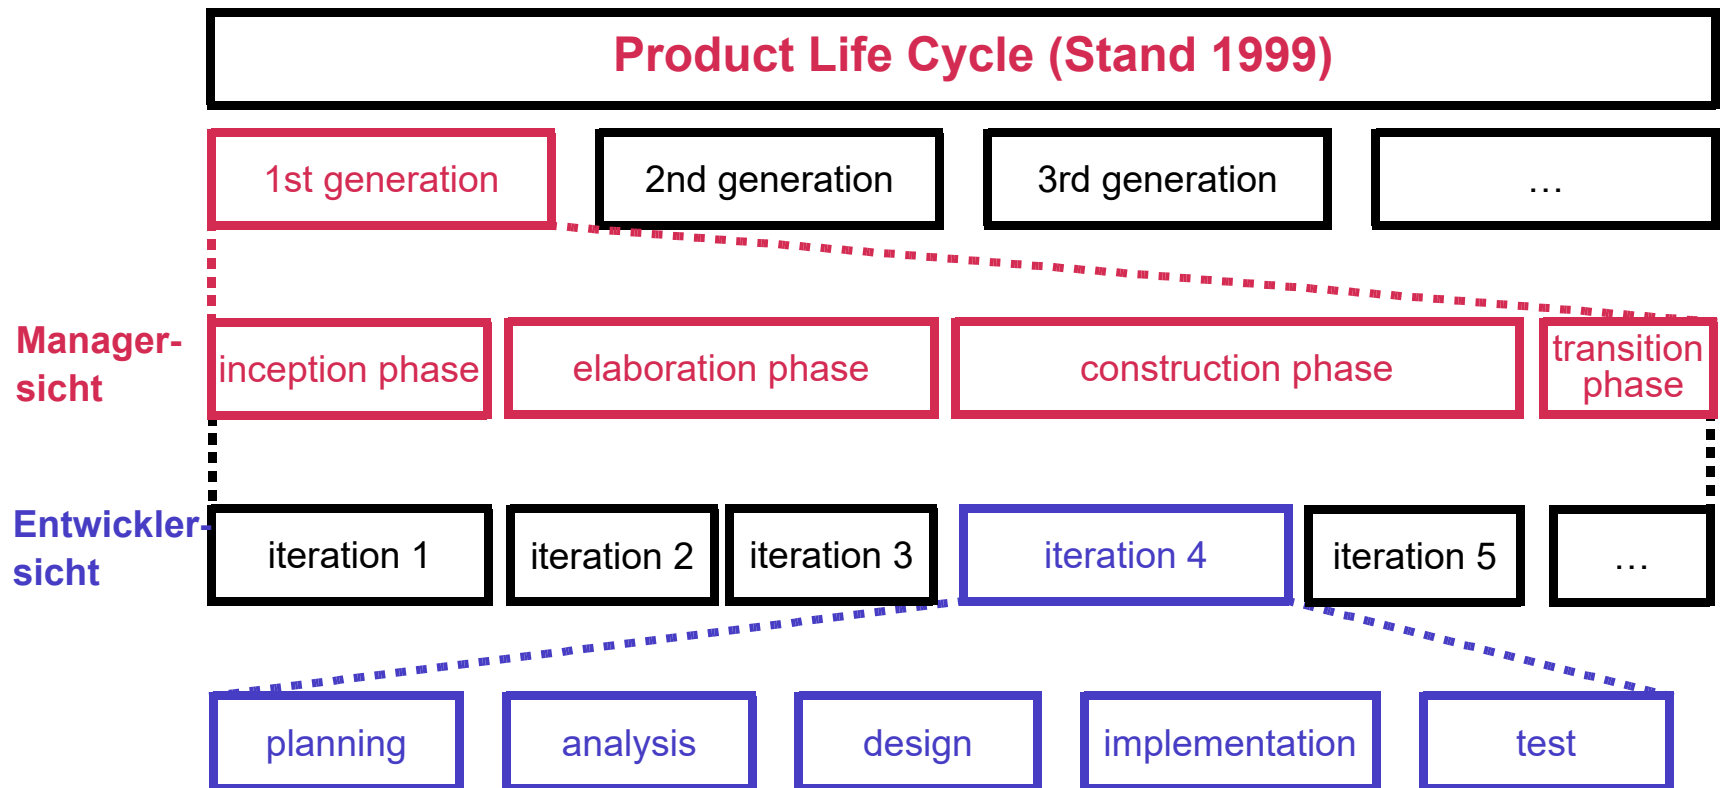 Product Life Cycle (Stand 1999)
1st generation
2nd generation
3rd generation
…
Manager-
sicht
inception phase
elaboration phase
construction phase
transition
phase
Entwickler-
sicht
iteration 1
iteration 2
iteration 3
iteration 4
iteration 5
…
planning
analysis
design
implementation
test